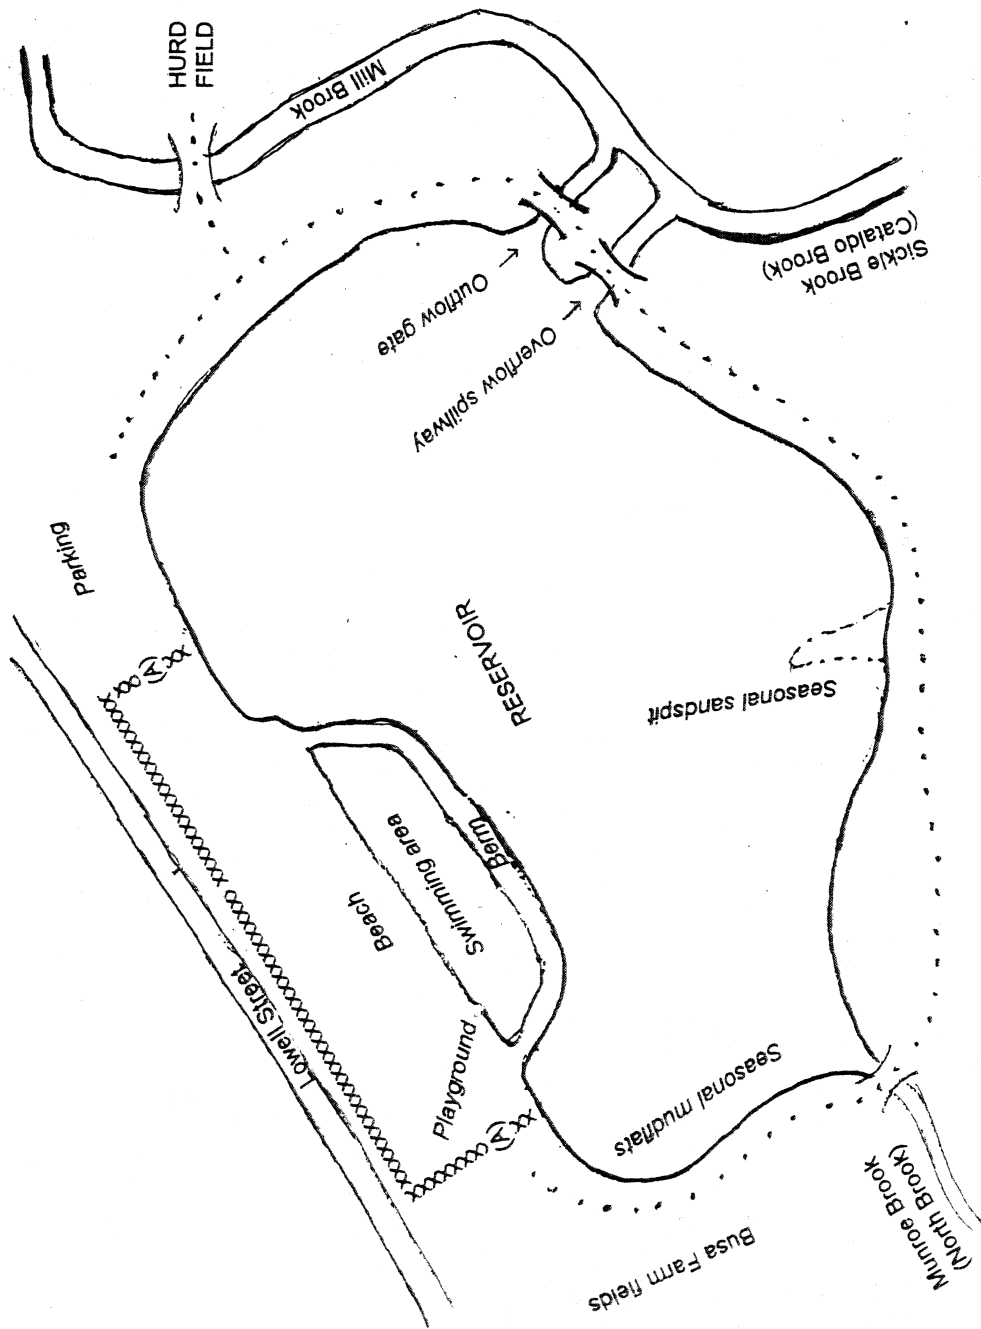 HURD
FIELD
Mill Brook
Sickle Brook
(Cataldo Brook)
Outflow gate
Overflow spillway
Parking
(A)
RESERVOIR
Seasonal sandspit
Swimming area
Berm
Beach
Lowell Street
Playground
(A)
Seasonal mudflats
Busa Farm fields
Munroe Brook
(North Brook)